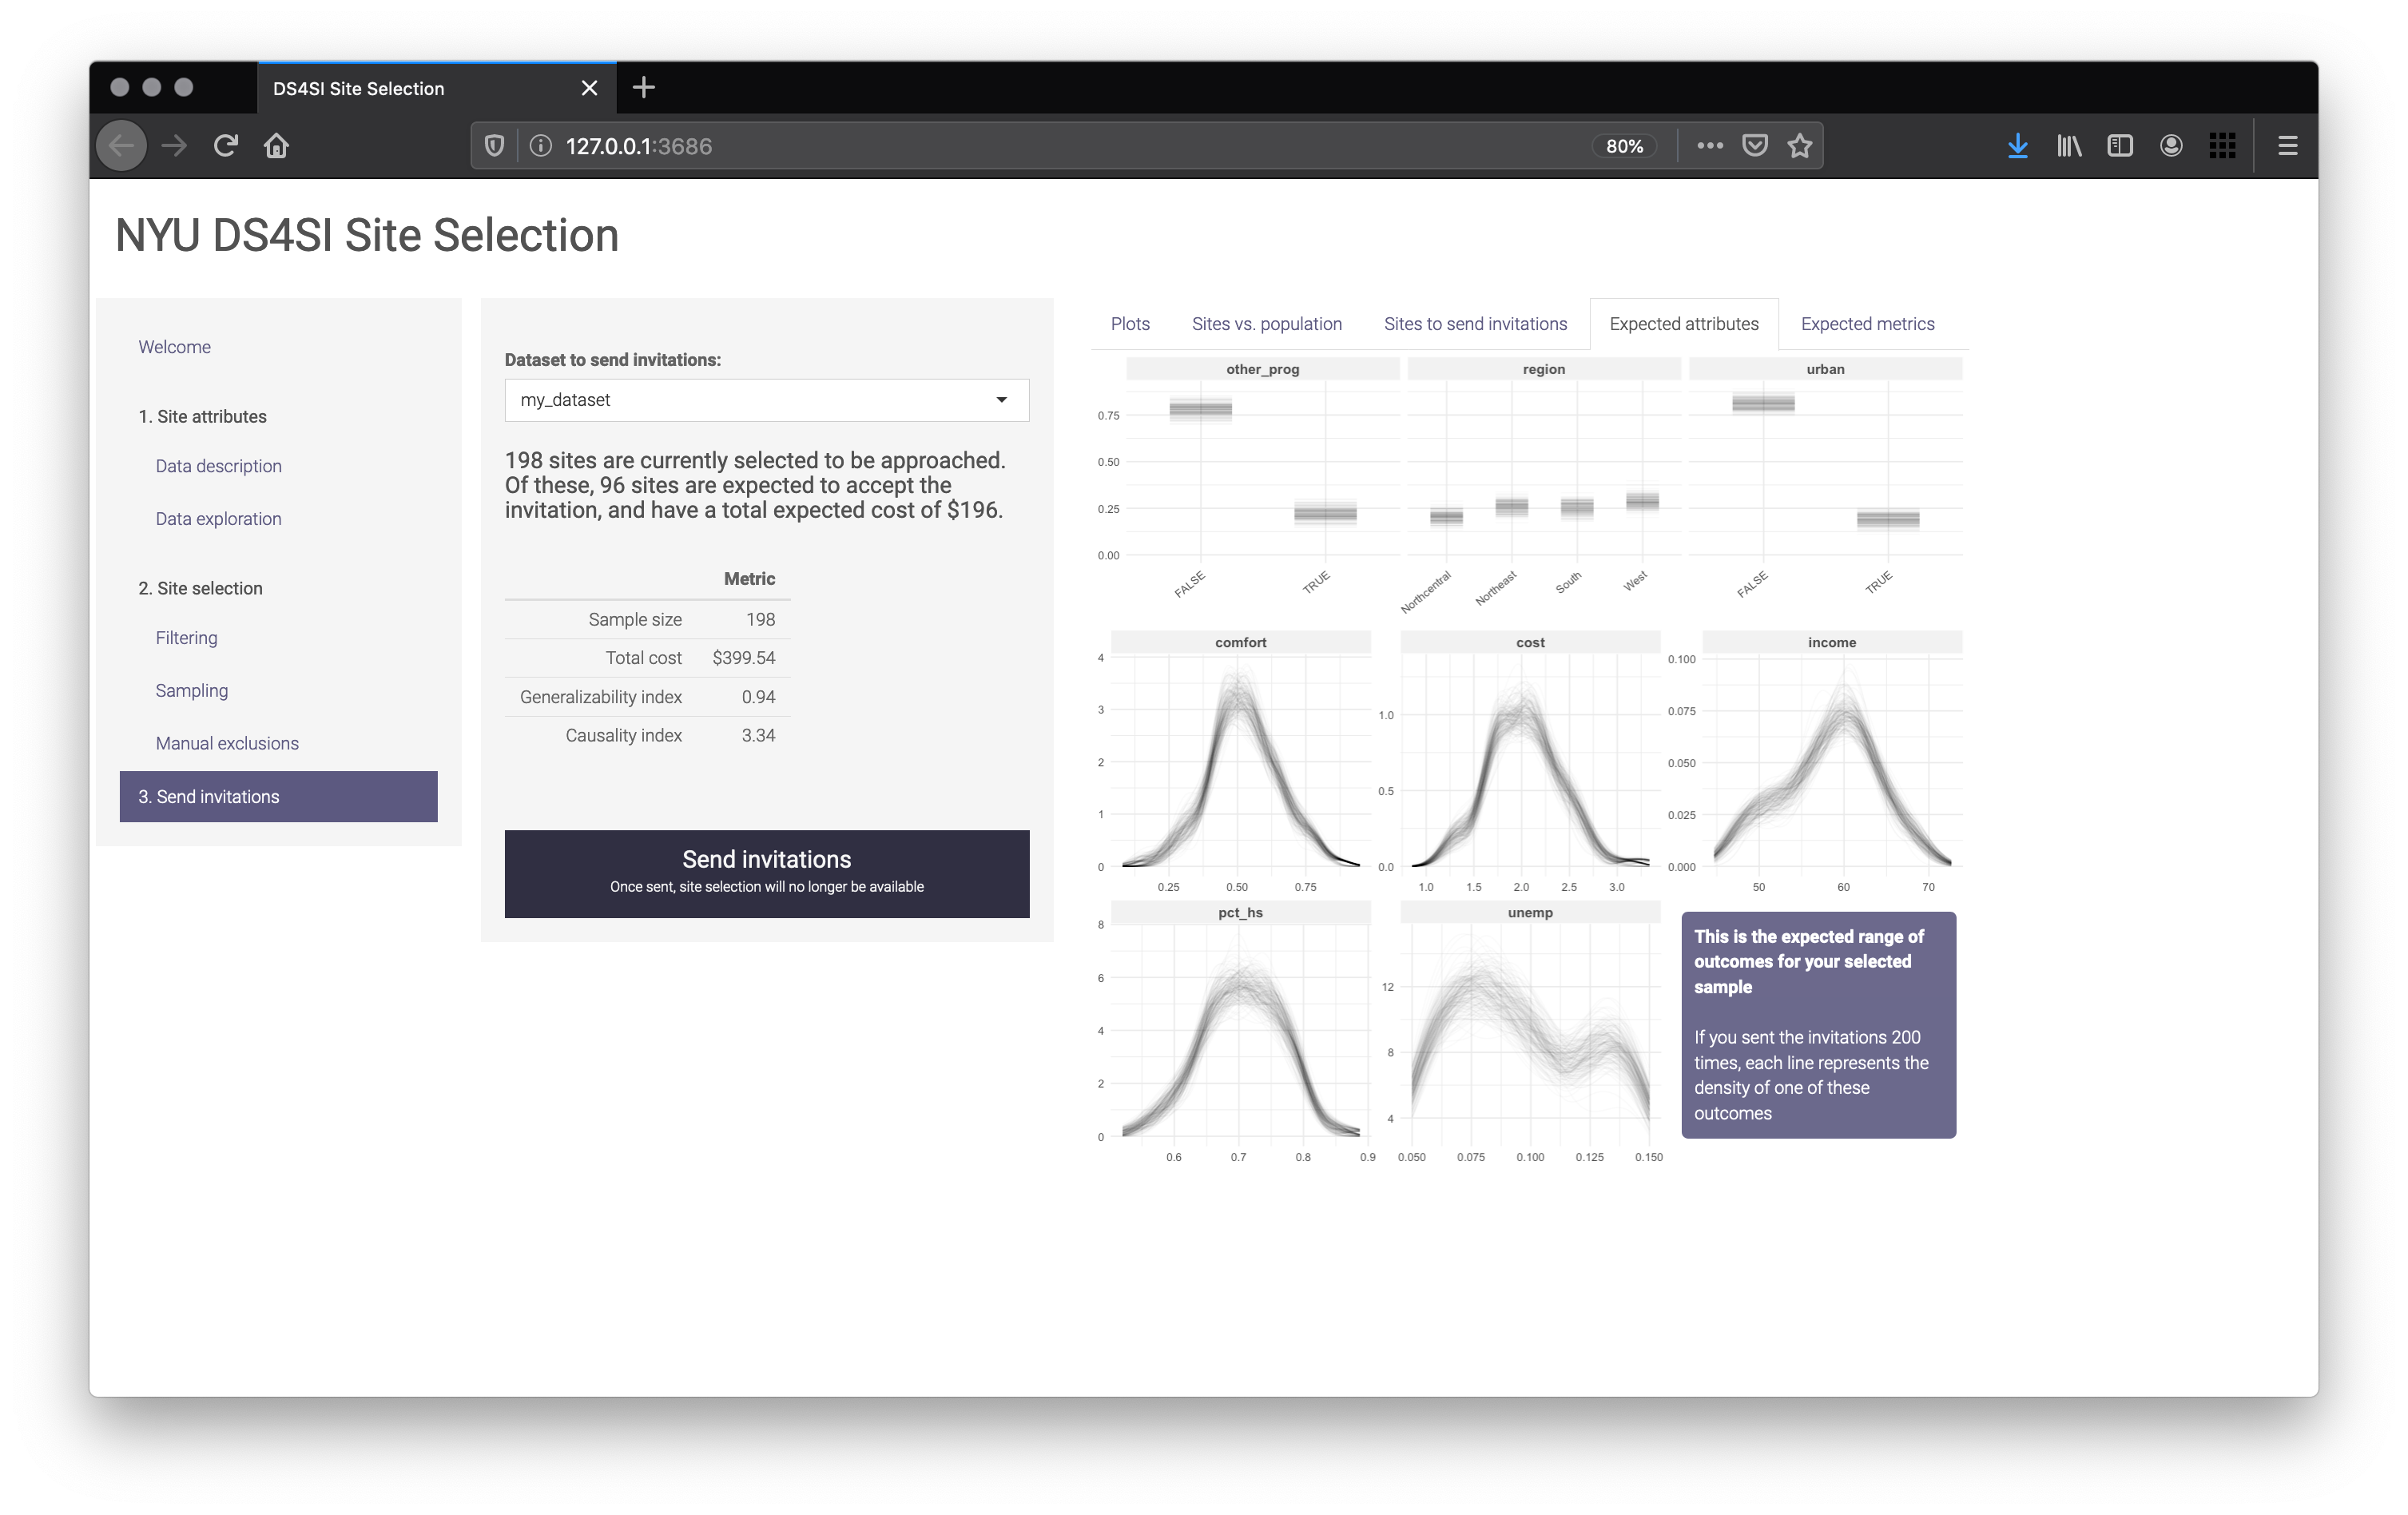 DS4SI Site Selection
127.0.0.1:3686
80%
NYU DS4SI Site Selection
Welcome
1. Site attributes
Data description
Data exploration
2. Site selection
Filtering
Sampling
Manual exclusions
3. Send invitations
Dataset to send invitations:
my_dataset
198 sites are currently selected to be approached.
Of these, 96 sites are expected to accept the
invitation, and have a total expected cost of $196.
Metric
Sample size 198
Total cost $399.54
Generalizability index 0.94
Causality index 3.34
Send invitations
Once sent, site selection will no longer be available
Plots Sites vs. population Sites to send invitations Expected attributes Expected metrics
other_prog region urban
0.75
0.50
0.25
0.00
FALSE TRUE Northcentral Northeast South West FALSE TRUE
comfort
4
3
2
1
0
0.25 0.50 0.75
cost
1.0
0.5
0.0
1.0 1.5 2.0 2.5 3.0
income
0.100
0.075
0.050
0.025
0.000
50 60 70
pct_hs
8
6
4
2
0
0.6 0.7 0.8 0.9
unemp
12
8
4
0.050 0.075 0.100 0.125 0.150
This is the expected range of
outcomes for your selected
sample
If you sent the invitations 200
times, each line represents the
density of one of these
outcomes